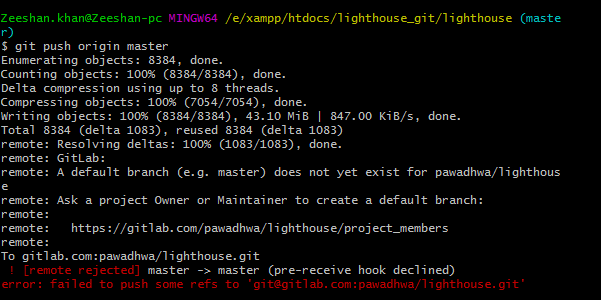 Zeeshan.khan@Zeeshan-pc MINGW64 /e/xampp/htdocs/lighthouse_git/lighthouse (maste
r)
$ git push origin master
Enumerating objects: 8384, done.
Counting objects: 100% (8384/8384), done.
Delta compression using up to 8 threads.
Compressing objects: 100% (7054/7054), done.
Writing objects: 100% (8384/8384), 43.10 MiB | 847.00 KiB/s, done.
Total 8384 (delta 1083), reused 8384 (delta 1083)
remote: Resolving deltas: 100% (1083/1083), done.
remote: GitLab:
remote: A default branch (e.g. master) does not yet exist for pawadhwa/lighthous
e
remote: Ask a project Owner or Maintainer to create a default branch:
remote:
remote:   https://gitlab.com/pawadhwa/lighthouse/project_members
remote:
To gitlab.com:pawadhwa/lighthouse.git
 ! [remote rejected] master -> master (pre-receive hook declined)
error: failed to push some refs to 'git@gitlab.com:pawadhwa/lighthouse.git'